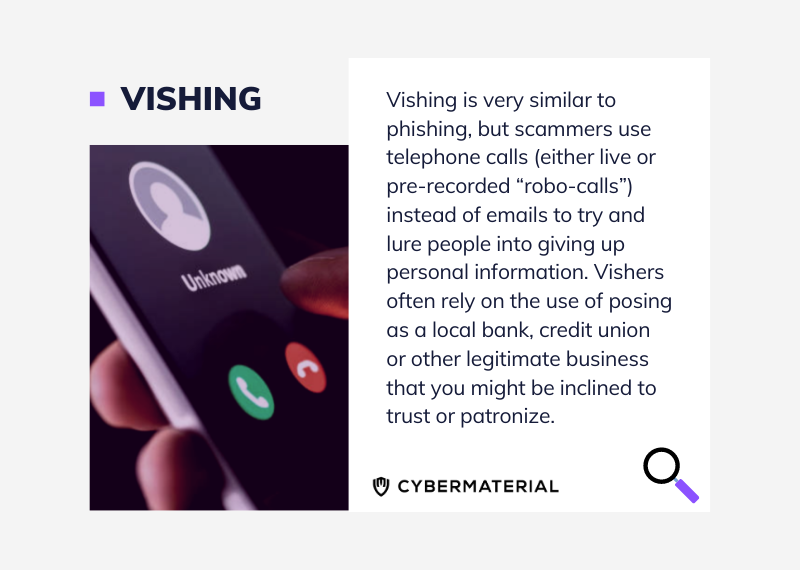 VISHING
Unknown
Vishing is very similar to
phishing, but scammers use
telephone calls (either live or
pre-recorded “robo-calls”)
instead of emails to try and
lure people into giving up
personal information. Vishers
often rely on the use of posing
as a local bank, credit union
or other legitimate business
that you might be inclined to
trust or patronize.
CYBERMATERIAL